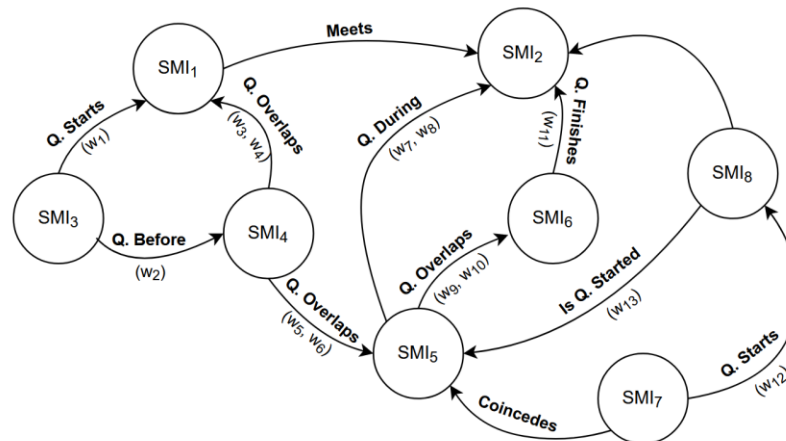 Meets
SMI₁
SMI₂
Q. Starts
(w₁)
Q. Overlaps
(w₃, w₄)
Q. During
(w₇, w₈)
Q. Finishes
(w₁₁)
SMI₈
SMI₃
Q. Before
(w₂)
SMI₄
SMI₆
Q. Overlaps
(w₉, w₁₀)
Q. Overlaps
(w₅, w₆)
Is Q. Started
(w₁₃)
SMI₅
Q. Starts
(w₁₂)
SMI₇
Coincedes